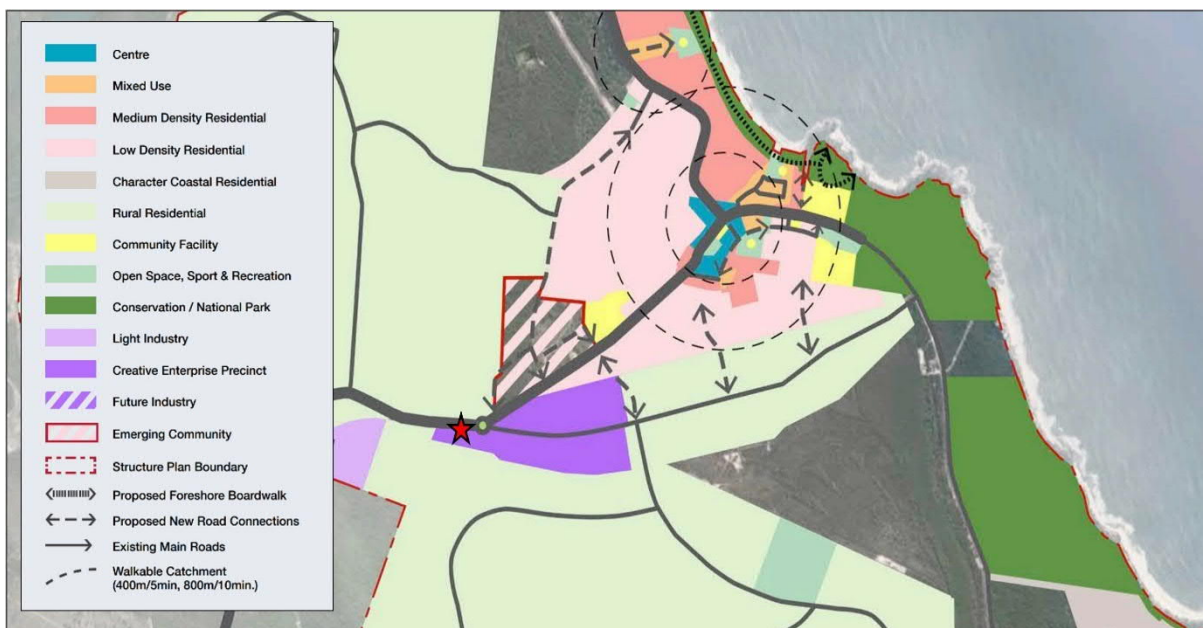 Centre
Mixed Use
Medium Density Residential
Low Density Residential
Character Coastal Residential
Rural Residential
Community Facility
Open Space, Sport & Recreation
Conservation / National Park
Light Industry
Creative Enterprise Precinct
Future Industry
Emerging Community
Structure Plan Boundary
Proposed Foreshore Boardwalk
Proposed New Road Connections
Existing Main Roads
Walkable Catchment
(400m/5min, 800m/10min.)